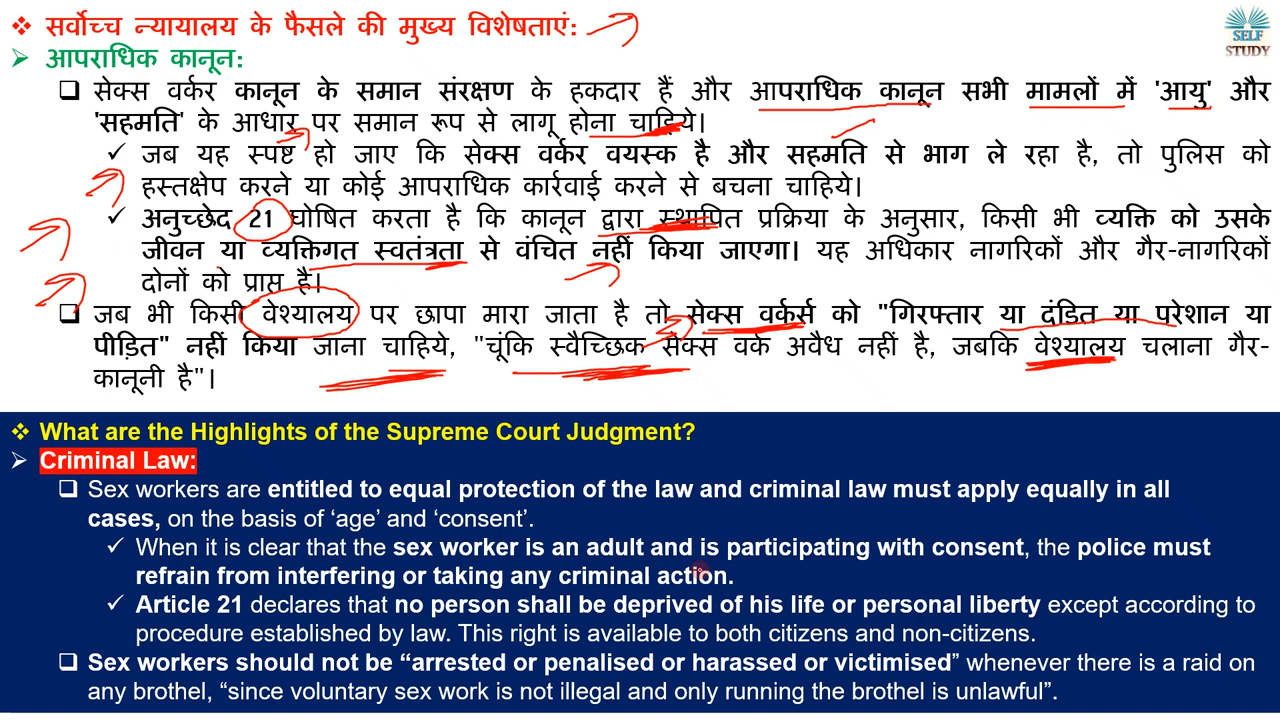 ❖ सर्वोच्च न्यायालय के फैसले की मुख्य विशेषताएं:
SELF
STUDY
➢ आपराधिक कानून:
❑ सेक्स वर्कर कानून के समान संरक्षण के हकदार हैं और आपराधिक कानून सभी मामलों में 'आयु' और
'सहमति' के आधार पर समान रूप से लागू होना चाहिये।
✓ जब यह स्पष्ट हो जाए कि सेक्स वर्कर वयस्क है और सहमति से भाग ले रहा है, तो पुलिस को
हस्तक्षेप करने या कोई आपराधिक कार्रवाई करने से बचना चाहिये।
✓ अनुच्छेद 21 घोषित करता है कि कानून द्वारा स्थापित प्रक्रिया के अनुसार, किसी भी व्यक्ति को उसके
जीवन या व्यक्तिगत स्वतंत्रता से वंचित नहीं किया जाएगा। यह अधिकार नागरिकों और गैर-नागरिकों
दोनों को प्राप्त है।
❑ जब भी किसी वेश्यालय पर छापा मारा जाता है तो सेक्स वर्कर्स को "गिरफ्तार या दंडित या परेशान या
पीड़ित" नहीं किया जाना चाहिये, "चूंकि स्वैच्छिक सेक्स वर्क अवैध नहीं है, जबकि वेश्यालय चलाना गैर-
कानूनी है"।
❖ What are the Highlights of the Supreme Court Judgment?
➢ Criminal Law:
❑ Sex workers are entitled to equal protection of the law and criminal law must apply equally in all
cases, on the basis of ‘age’ and ‘consent’.
✓ When it is clear that the sex worker is an adult and is participating with consent, the police must
refrain from interfering or taking any criminal action.
✓ Article 21 declares that no person shall be deprived of his life or personal liberty except according to
procedure established by law. This right is available to both citizens and non-citizens.
❑ Sex workers should not be “arrested or penalised or harassed or victimised” whenever there is a raid on
any brothel, “since voluntary sex work is not illegal and only running the brothel is unlawful”.